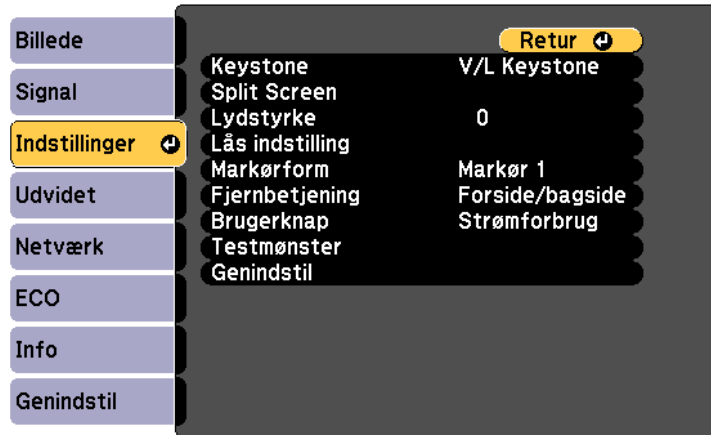 Billede
Signal
Indstillinger
Udvidet
Netværk
ECO
Info
Genindstil
Retur
Keystone V/L Keystone
Split Screen
Lydstyrke 0
Lås indstilling
Markørform Markør 1
Fjernbetjening Forside/bagside
Brugerknap Strømforbrug
Testmønster
Genindstil